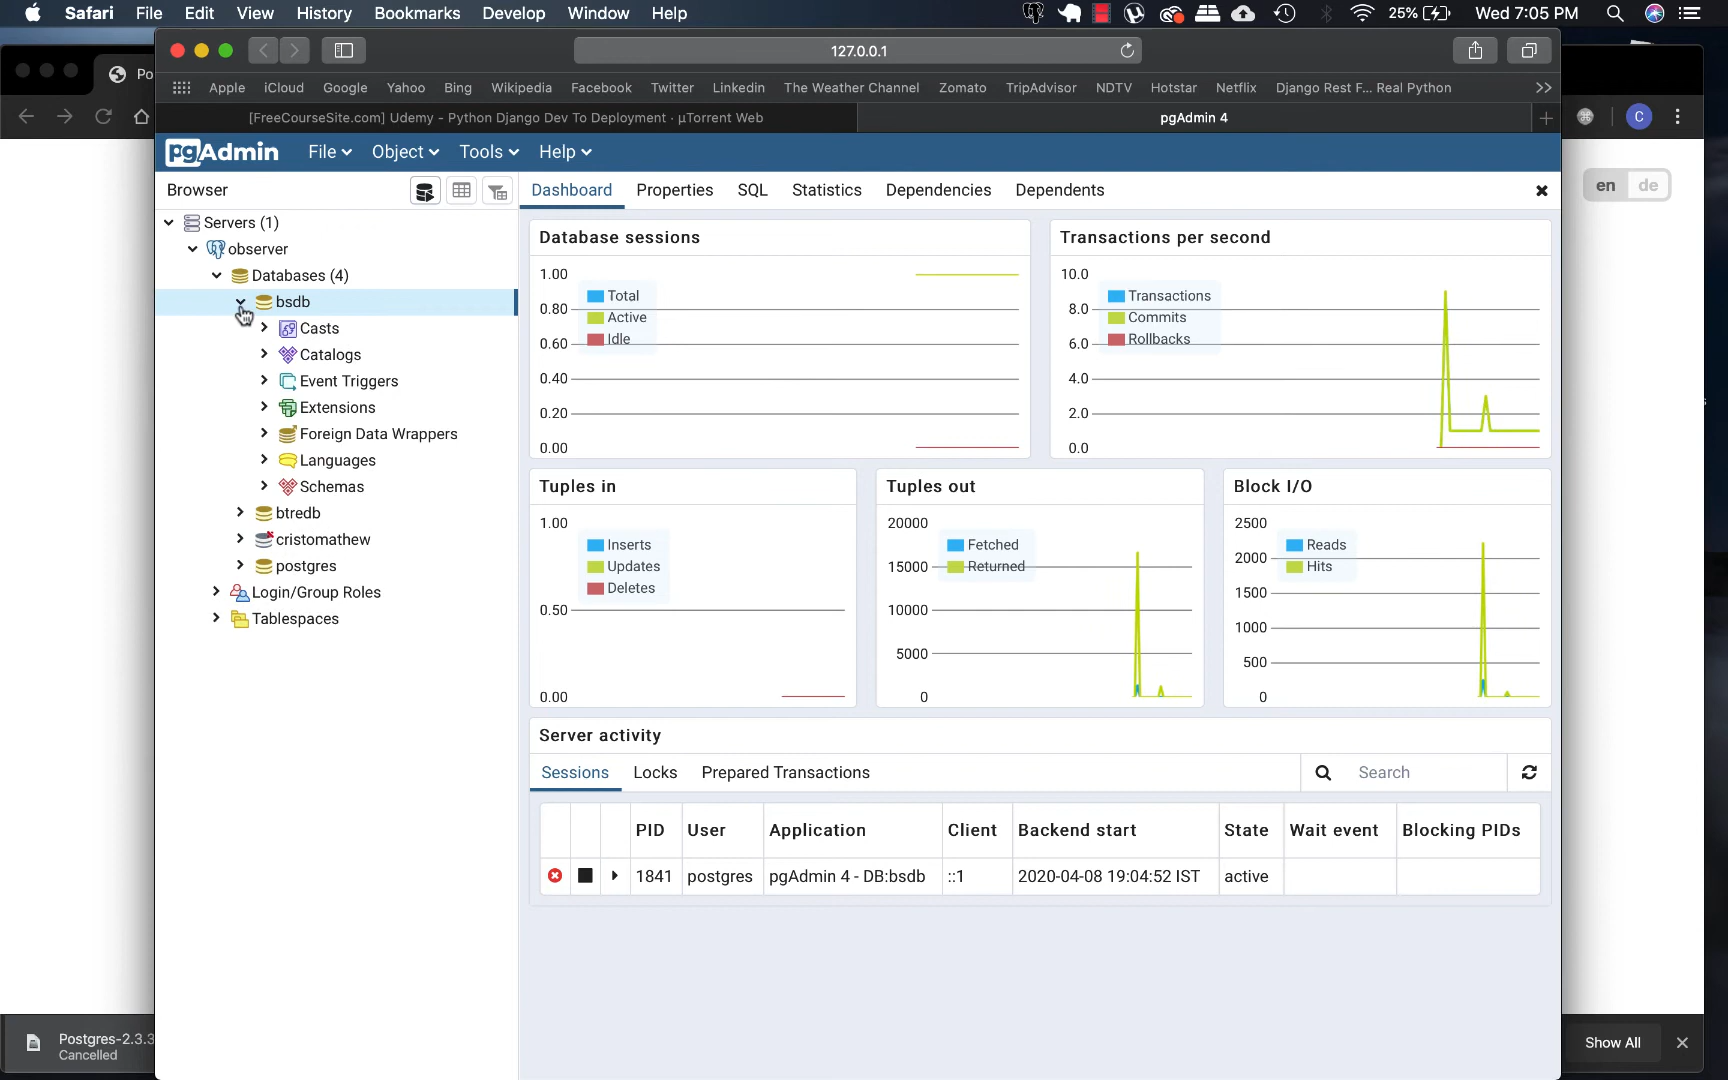 Safari File Edit View History Bookmarks Develop Window Help 25% Wed 7:05 PM
Po
127.0.0.1
Apple iCloud Google Yahoo Bing Wikipedia Facebook Twitter Linkedin The Weather Channel Zomato TripAdvisor NDTV Hotstar Netflix Django Rest F... Real Python
[FreeCourseSite.com] Udemy - Python Django Dev To Deployment · µTorrent Web
pgAdmin 4
C
pgAdmin File Object Tools Help
Browser
Dashboard Properties SQL Statistics Dependencies Dependents
en de
Servers (1)
observer
Databases (4)
bsdb
Casts
Catalogs
Event Triggers
Extensions
Foreign Data Wrappers
Languages
Schemas
btredb
cristomathew
postgres
Login/Group Roles
Tablespaces
Database sessions
1.00
0.80
0.60
0.40
0.20
0.00
Total
Active
Idle
Transactions per second
10.0
8.0
6.0
4.0
2.0
0.0
Transactions
Commits
Rollbacks
Tuples in
1.00
0.50
0.00
Inserts
Updates
Deletes
Tuples out
20000
15000
10000
5000
0
Fetched
Returned
Block I/O
2500
2000
1500
1000
500
0
Reads
Hits
Server activity
Sessions Locks Prepared Transactions Search
PID User Application Client Backend start State Wait event Blocking PIDs
1841 postgres pgAdmin 4 - DB:bsdb ::1 2020-04-08 19:04:52 IST active
Postgres-2.3.3
Cancelled
Show All